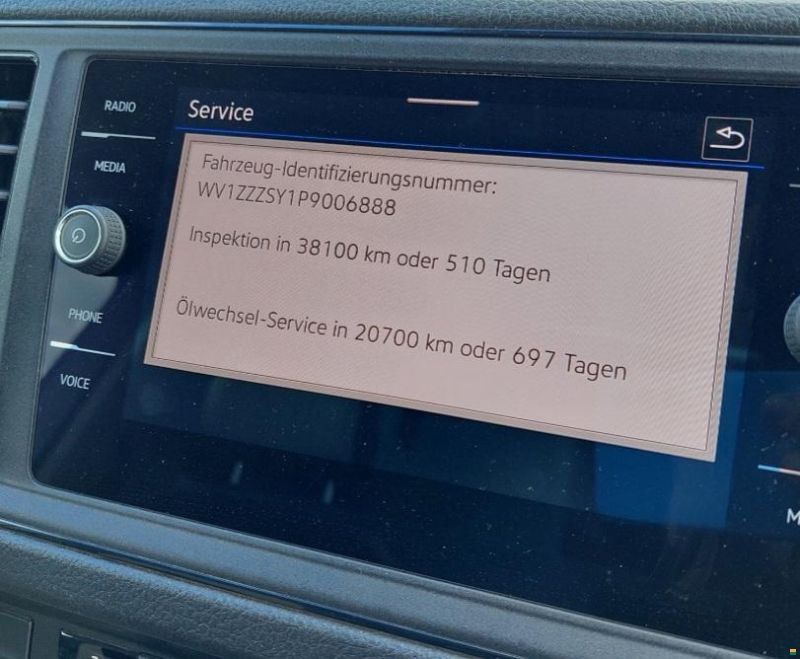 RADIO
Service
MEDIA
Fahrzeug-Identifizierungsnummer:
WV1ZZZSY1P9006888
Inspektion in 38100 km oder 510 Tagen
PHONE
Ölwechsel-Service in 20700 km oder 697 Tagen
VOICE